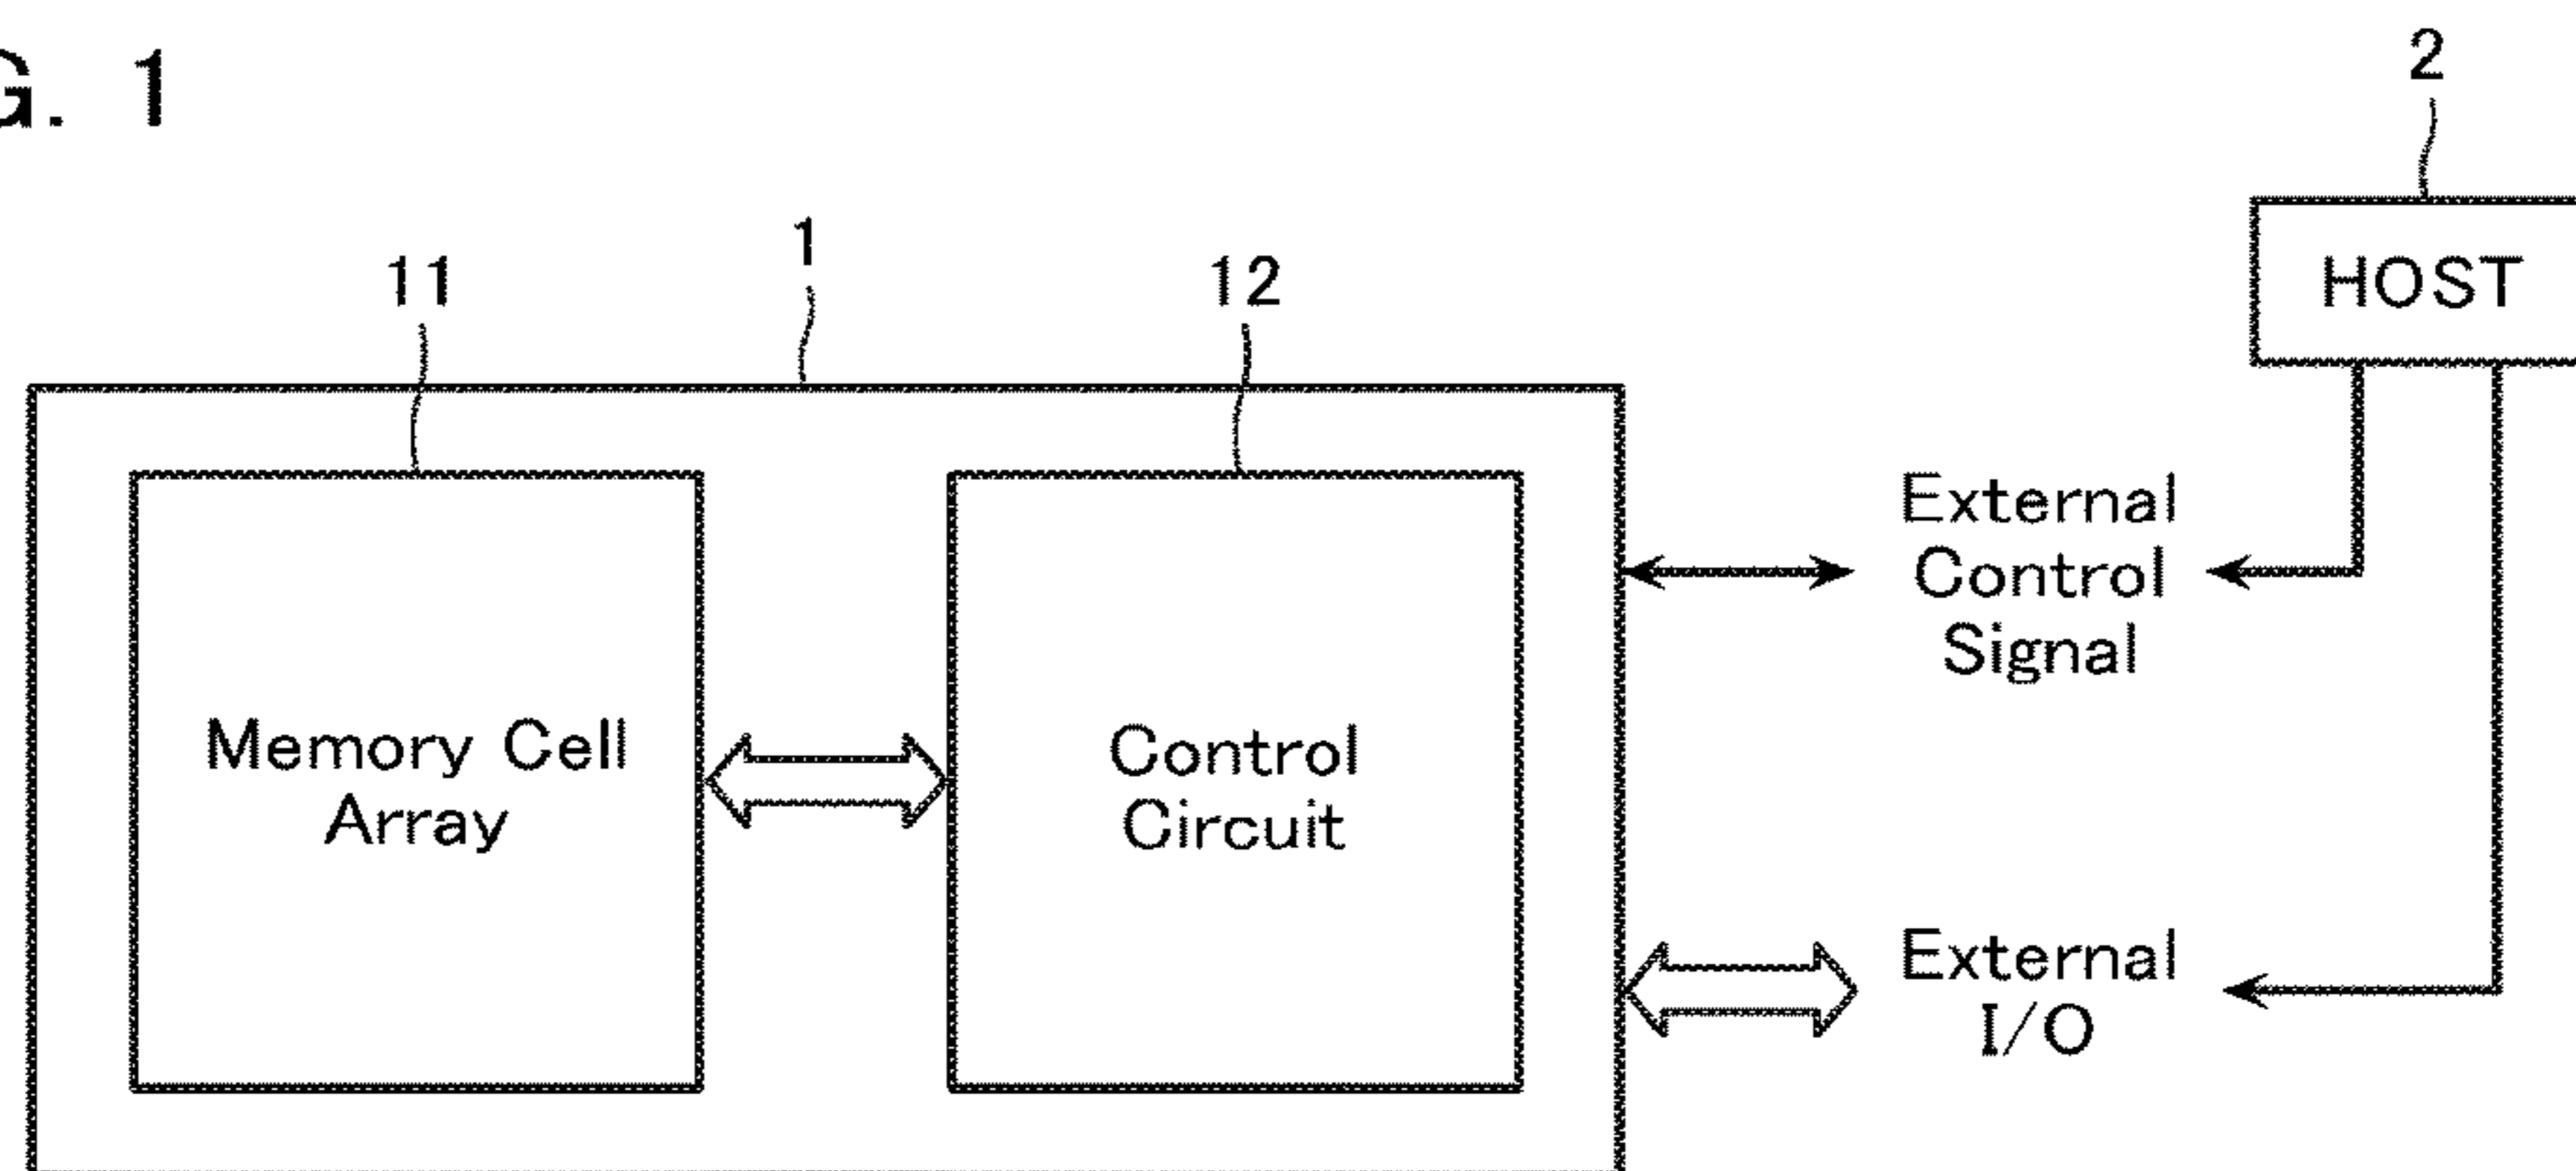 G. 1
2
1
11
12
HOST
External
Control
Signal
Memory Cell
Array
Control
Circuit
External
I/O